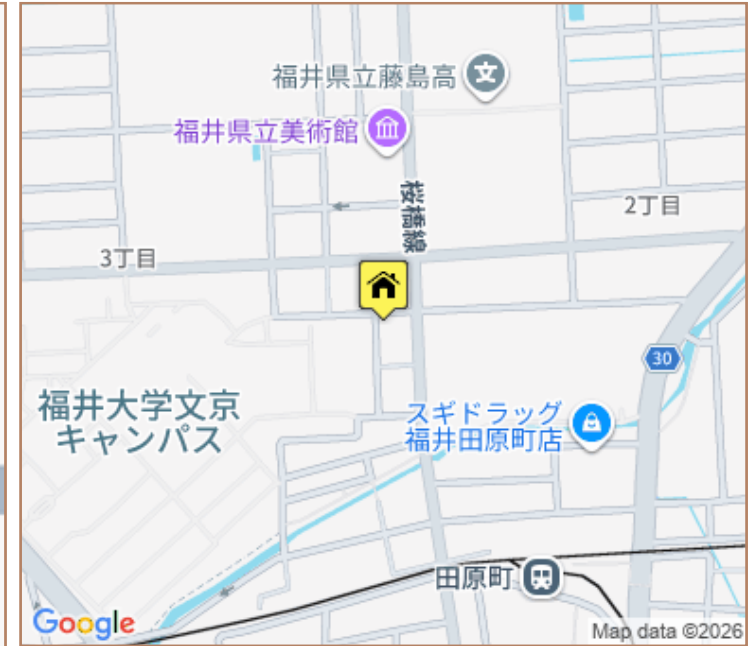 福井県立藤島高
文
福井県立美術館
桜橋線
2丁目
3丁目
30
福井大学文京
キャンパス
スギドラッグ
福井田原町店
田原町
Google
Map data ©2026